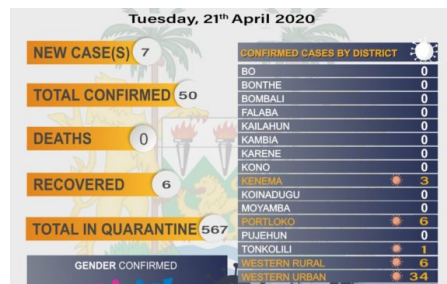 Tuesday, 21th April 2020
NEW CASE(S) 7
TOTAL CONFIRMED 50
DEATHS 0
RECOVERED 6
TOTAL IN QUARANTINE 567
GENDER CONFIRMED
CONFIRMED CASES BY DISTRICT
BO 0
BONTHE 0
BOMBALI 0
FALABA 0
KAILAHUN 0
KAMBIA 0
KARENE 0
KONO 0
KENEMA 3
KOINADUGU 0
MOYAMBA 0
PORTLOKO 6
PUJEHUN 0
TONKOLILI 1
WESTERN RURAL 6
WESTERN URBAN 34